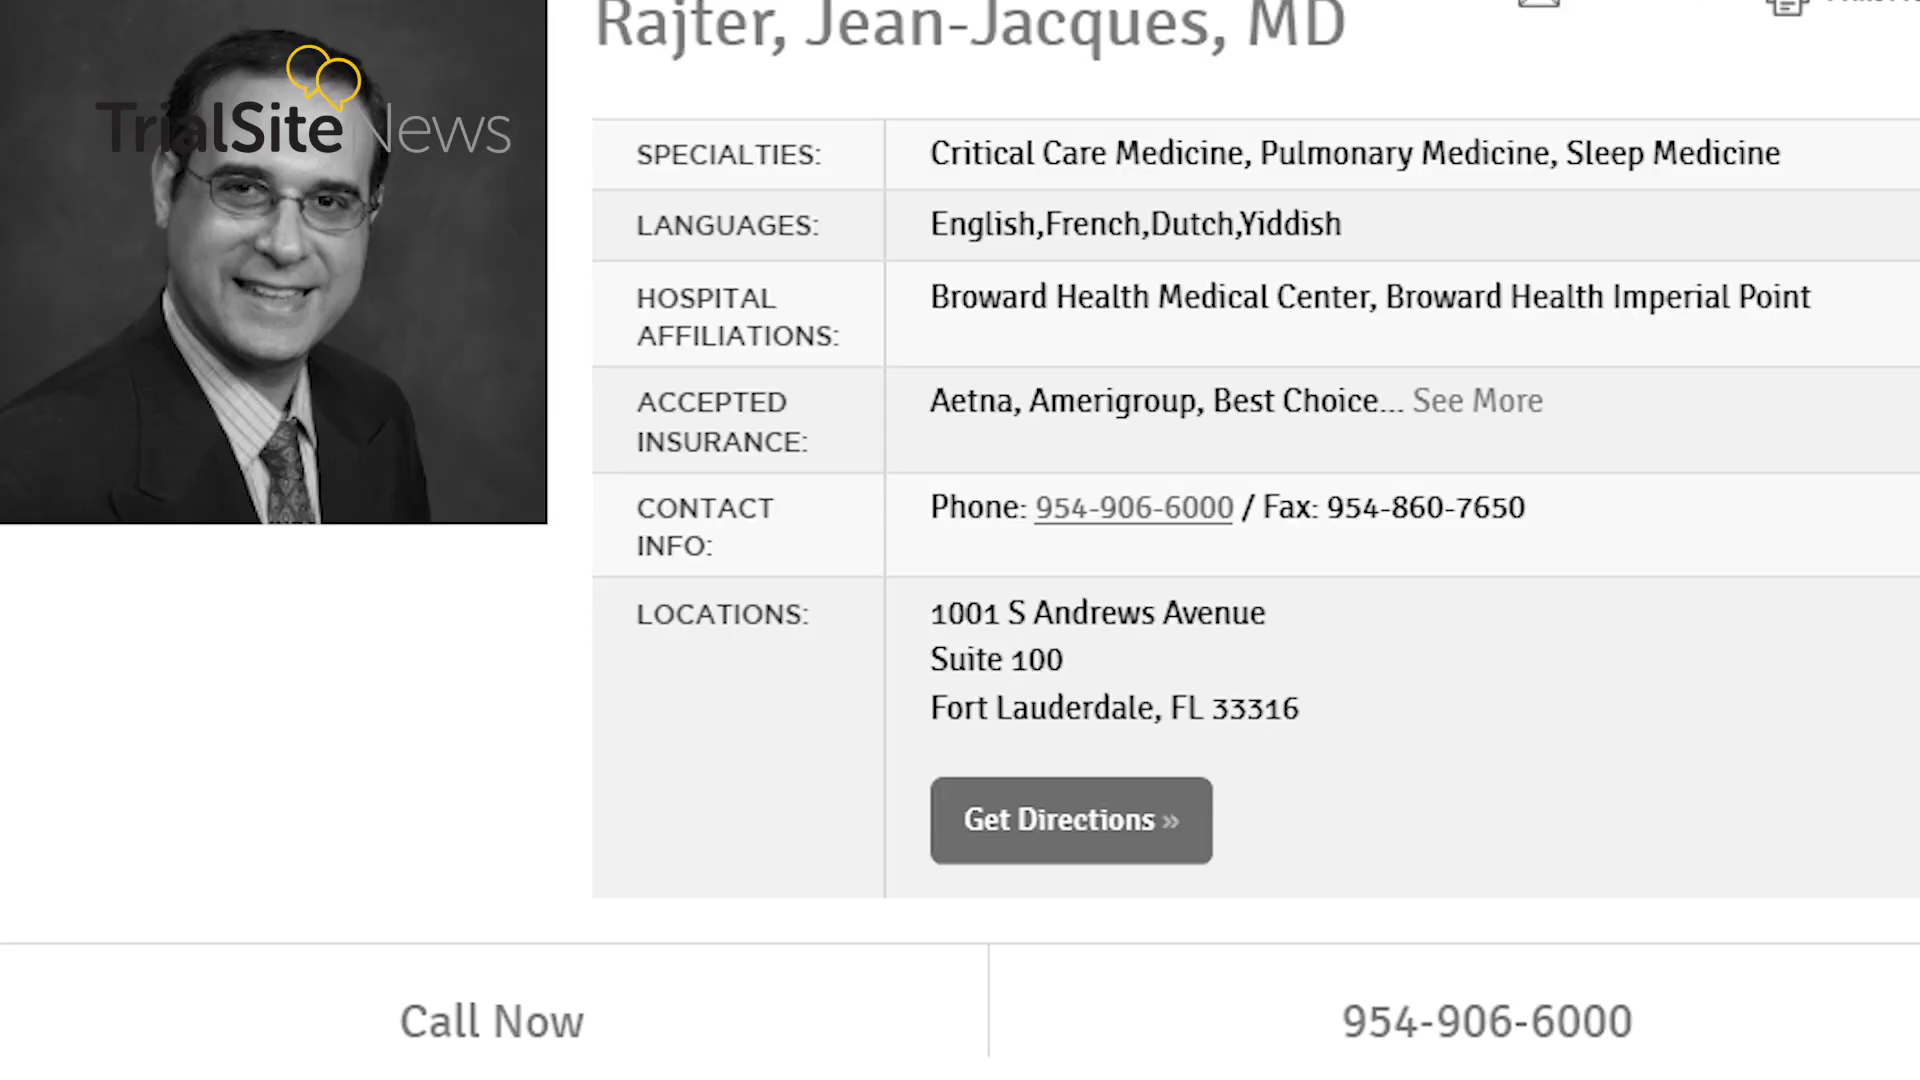 Rajter, Jean-Jacques, MD
TrialSite News
SPECIALTIES: Critical Care Medicine, Pulmonary Medicine, Sleep Medicine
LANGUAGES: English,French,Dutch,Yiddish
HOSPITAL AFFILIATIONS: Broward Health Medical Center, Broward Health Imperial Point
ACCEPTED INSURANCE: Aetna, Amerigroup, Best Choice... See More
CONTACT INFO: Phone: 954-906-6000 / Fax: 954-860-7650
LOCATIONS: 1001 S Andrews Avenue
Suite 100
Fort Lauderdale, FL 33316
Get Directions »
Call Now
954-906-6000